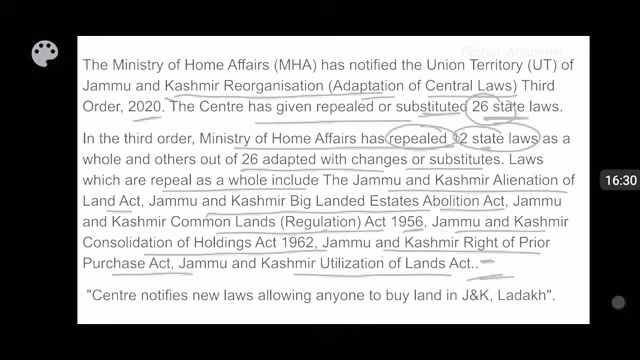 Global Academy
The Ministry of Home Affairs (MHA) has notified the Union Territory (UT) of
Jammu and Kashmir Reorganisation (Adaptation of Central Laws) Third
Order, 2020. The Centre has given repealed or substituted 26 state laws.
In the third order, Ministry of Home Affairs has repealed 12 state laws as a
whole and others out of 26 adapted with changes or substitutes. Laws
which are repeal as a whole include The Jammu and Kashmir Alienation of
Land Act, Jammu and Kashmir Big Landed Estates Abolition Act, Jammu
and Kashmir Common Lands (Regulation) Act 1956, Jammu and Kashmir
Consolidation of Holdings Act 1962, Jammu and Kashmir Right of Prior
Purchase Act, Jammu and Kashmir Utilization of Lands Act..
16:30
"Centre notifies new laws allowing anyone to buy land in J&K, Ladakh".